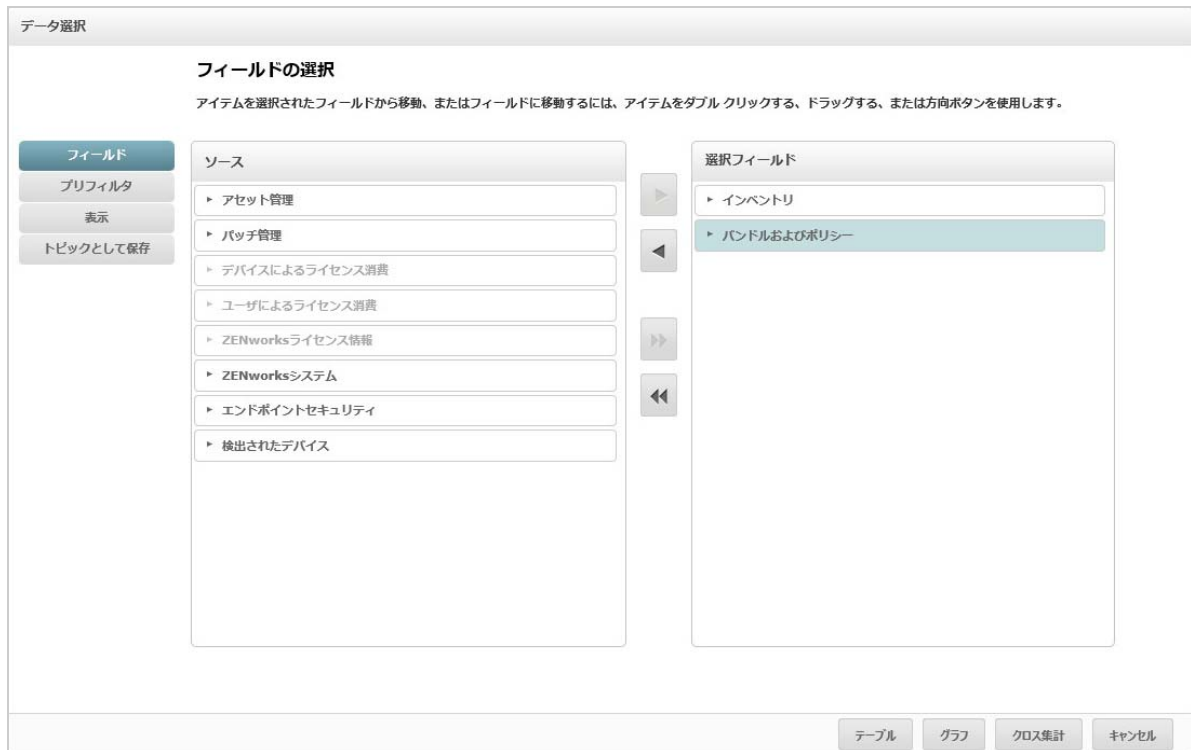 データ選択
フィールドの選択
アイテムを選択されたフィールドから移動、またはフィールドに移動するには、アイテムをダブル クリックする、ドラッグする、または方向ボタンを使用します。
フィールド
プリフィルタ
表示
トピックとして保存
ソース
アセット管理
パッチ管理
デバイスによるライセンス消費
ユーザによるライセンス消費
ZENworksライセンス情報
ZENworksシステム
エンドポイントセキュリティ
検出されたデバイス
選択フィールド
インベントリ
バンドルおよびポリシー
テーブル
グラフ
クロス集計
キャンセル